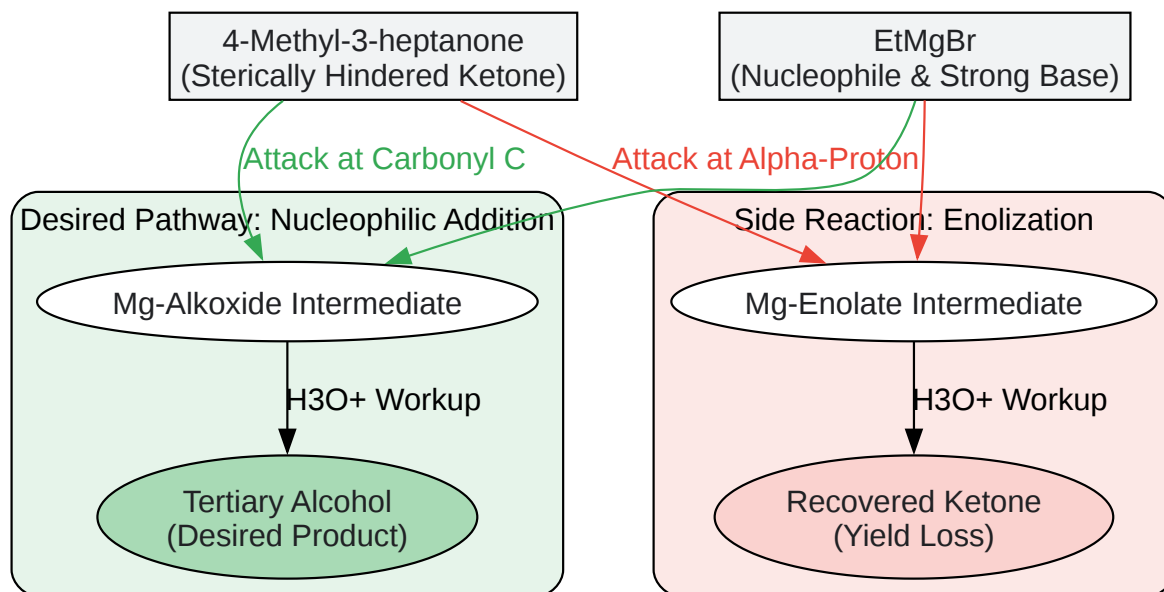 4-Methyl-3-heptanone
(Sterically Hindered Ketone)
EtMgBr
(Nucleophile & Strong Base)
Attack at Carbonyl C
Attack at Alpha-Proton
Desired Pathway: Nucleophilic Addition
Side Reaction: Enolization
Mg-Alkoxide Intermediate
Mg-Enolate Intermediate
H3O+ Workup
H3O+ Workup
Tertiary Alcohol
(Desired Product)
Recovered Ketone
(Yield Loss)